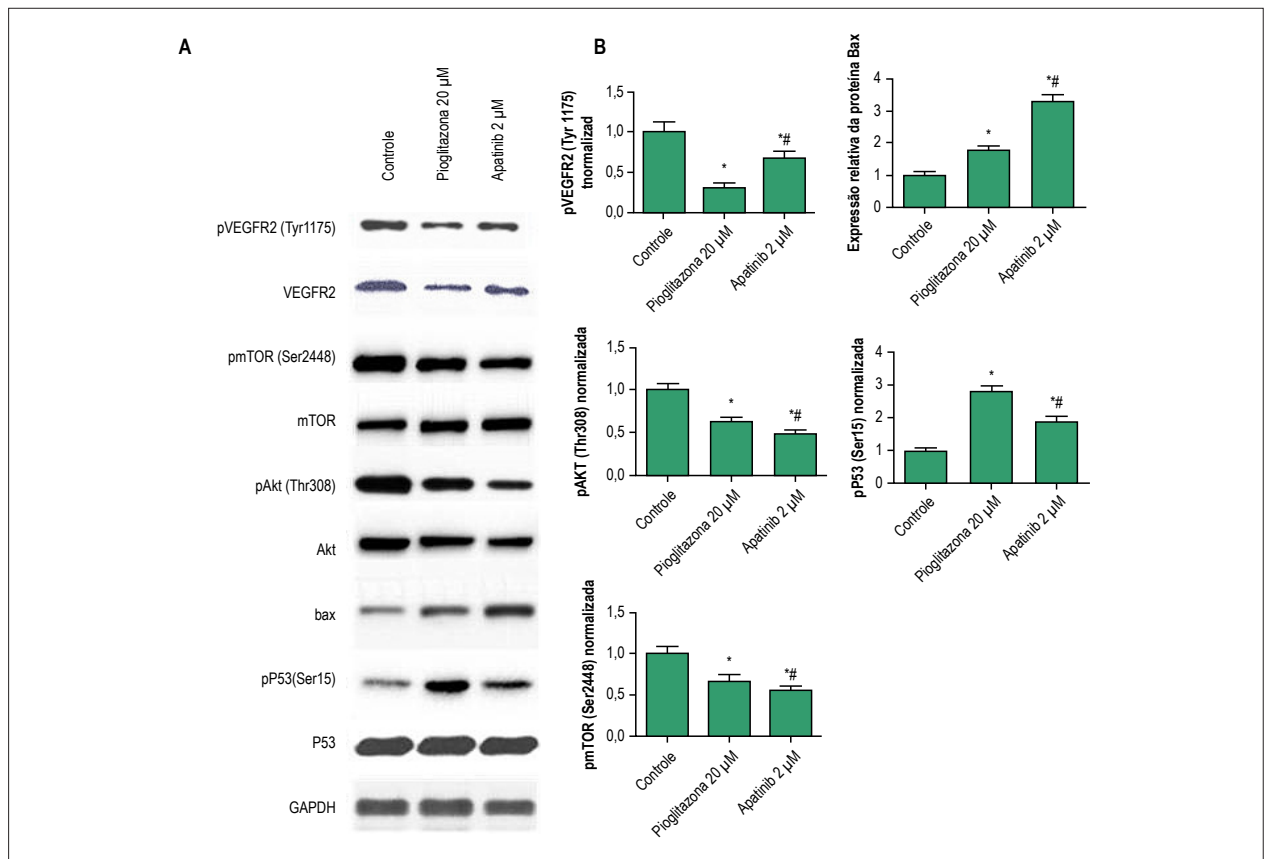 A
Controle
Pioglitazona 20 µM
Apatinib 2 µM
pVEGFR2 (Tyr1175)
VEGFR2
pmTOR (Ser2448)
mTOR
pAkt (Thr308)
Akt
bax
pP53(Ser15)
P53
GAPDH
B
pVEGFR2 (Tyr 1175)
tnormalizad
1,5
1,0
0,5
0,0
*
*#
Controle
Pioglitazona 20 µM
Apatinib 2 µM
Expressão relativa da proteína Bax
4
3
2
1
0
*
*#
Controle
Pioglitazona 20 µM
Apatinib 2 µM
pAKT (Thr308) normalizada
1,5
1,0
0,5
0,0
*
*#
Controle
Pioglitazona 20 µM
Apatinib 2 µM
pP53 (Ser15) normalizada
4
3
2
1
0
*
*#
Controle
Pioglitazona 20 µM
Apatinib 2 µM
pmTOR (Ser2448) normalizada
1,5
1,0
0,5
0,0
*
*#
Controle
Pioglitazona 20 µM
Apatinib 2 µM